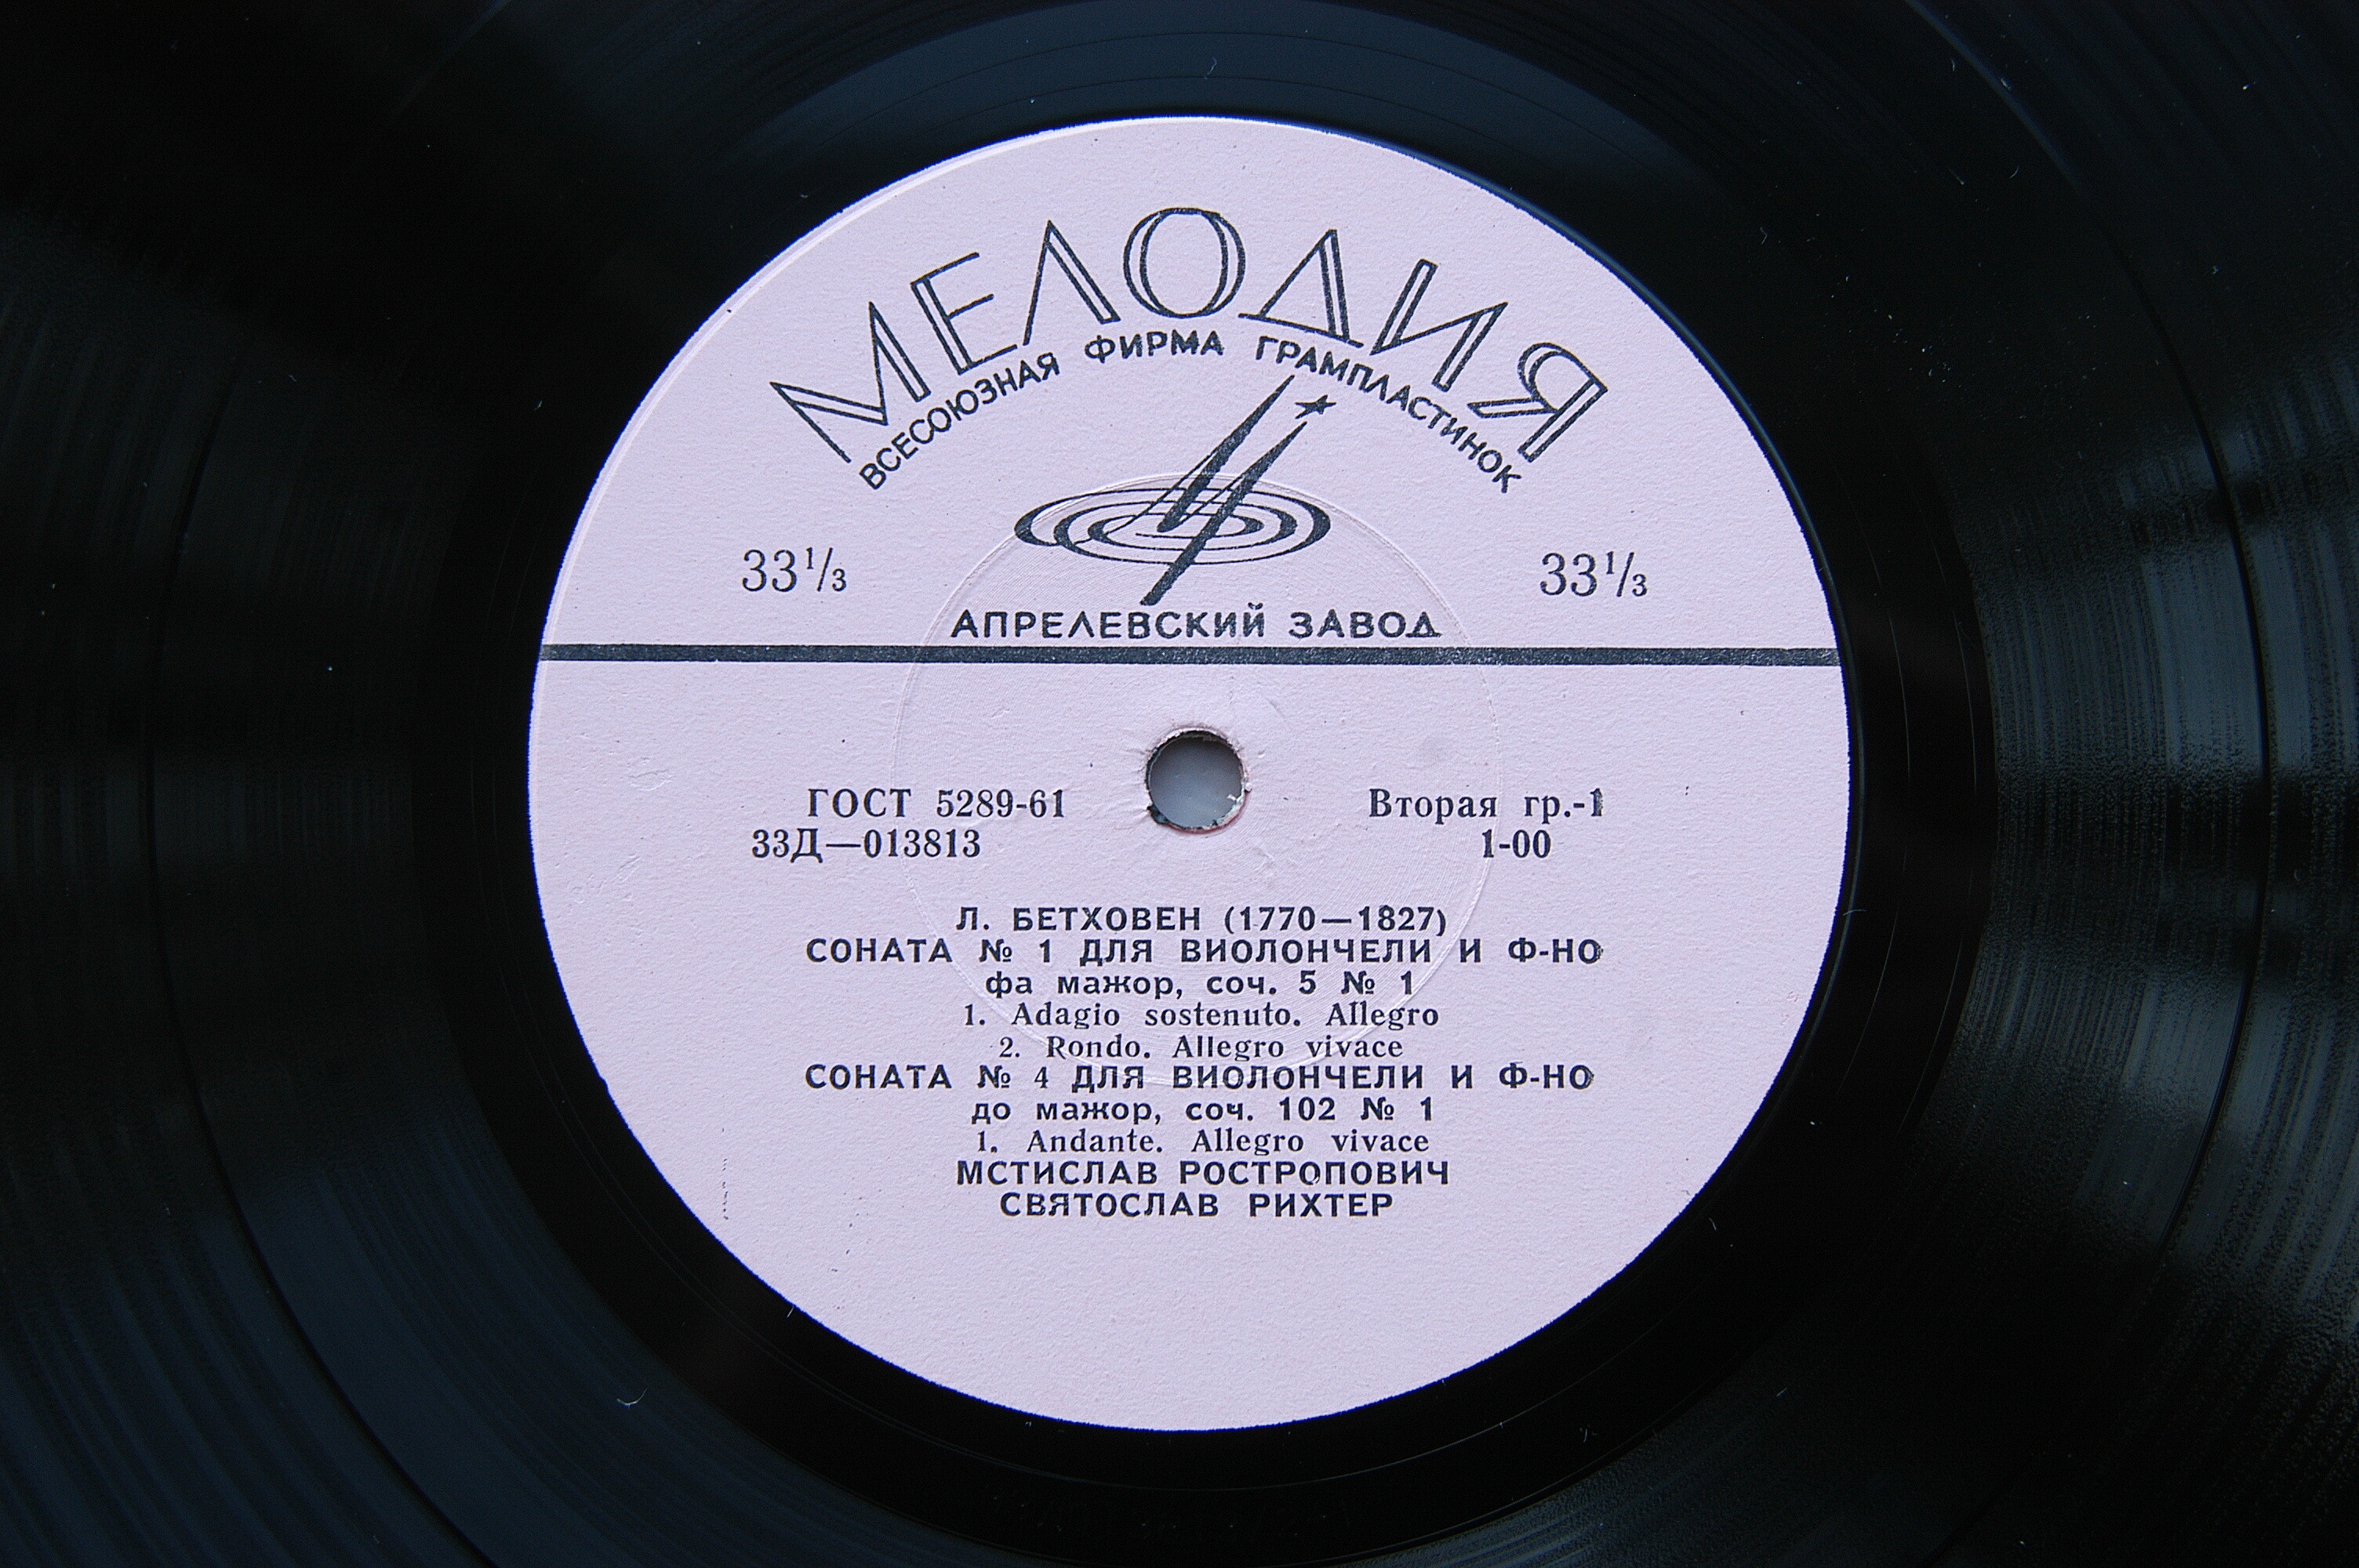 МЕЛОДИЯ
ВСЕСОЮЗНАЯ ФИРМА ГРАМПЛАСТИНОК
33⅓ 33⅓
АПРЕЛЕВСКИЙ ЗАВОД
ГОСТ 5289-61 Вторая гр.-1
33Д—013813 1-00
Л. БЕТХОВЕН (1770—1827)
СОНАТА № 1 ДЛЯ ВИОЛОНЧЕЛИ И Ф-НО
фа мажор, соч. 5 № 1
1. Adagio sostenuto. Allegro
2. Rondo. Allegro vivace
СОНАТА № 4 ДЛЯ ВИОЛОНЧЕЛИ И Ф-НО
до мажор, соч. 102 № 1
1. Andante. Allegro vivace
МСТИСЛАВ РОСТРОПОВИЧ
СВЯТОСЛАВ РИХТЕР